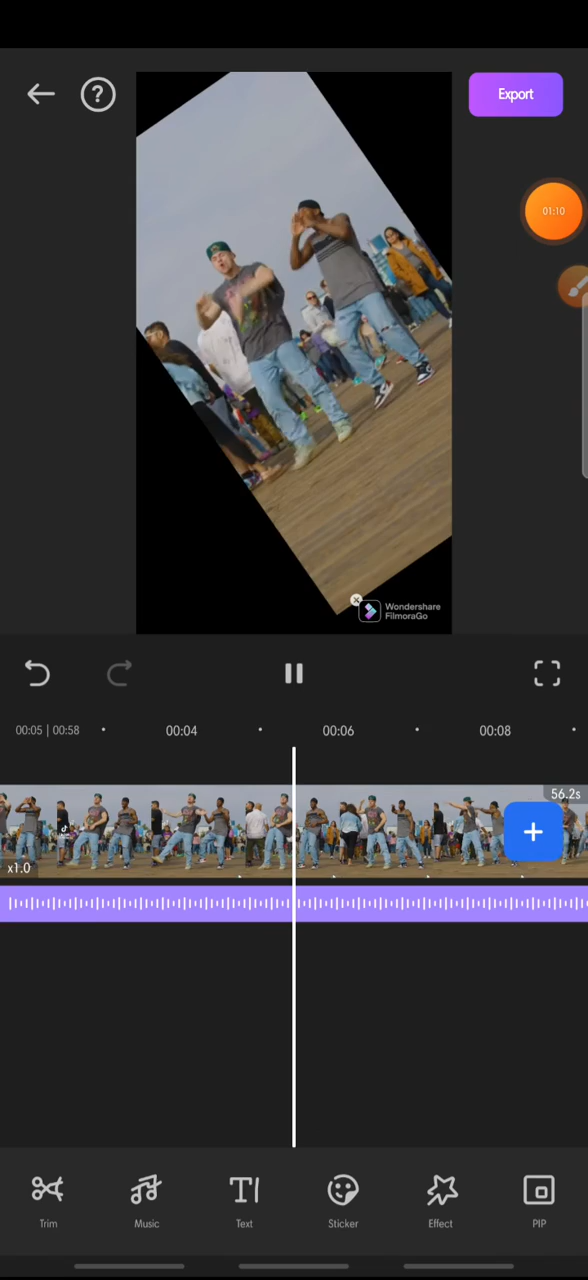 ?
Export
01:10
Wondershare
FilmoraGo
00:05 | 00:58
00:04
00:06
00:08
56.2s
+
x1.0
Trim
Music
Text
Sticker
Effect
PIP